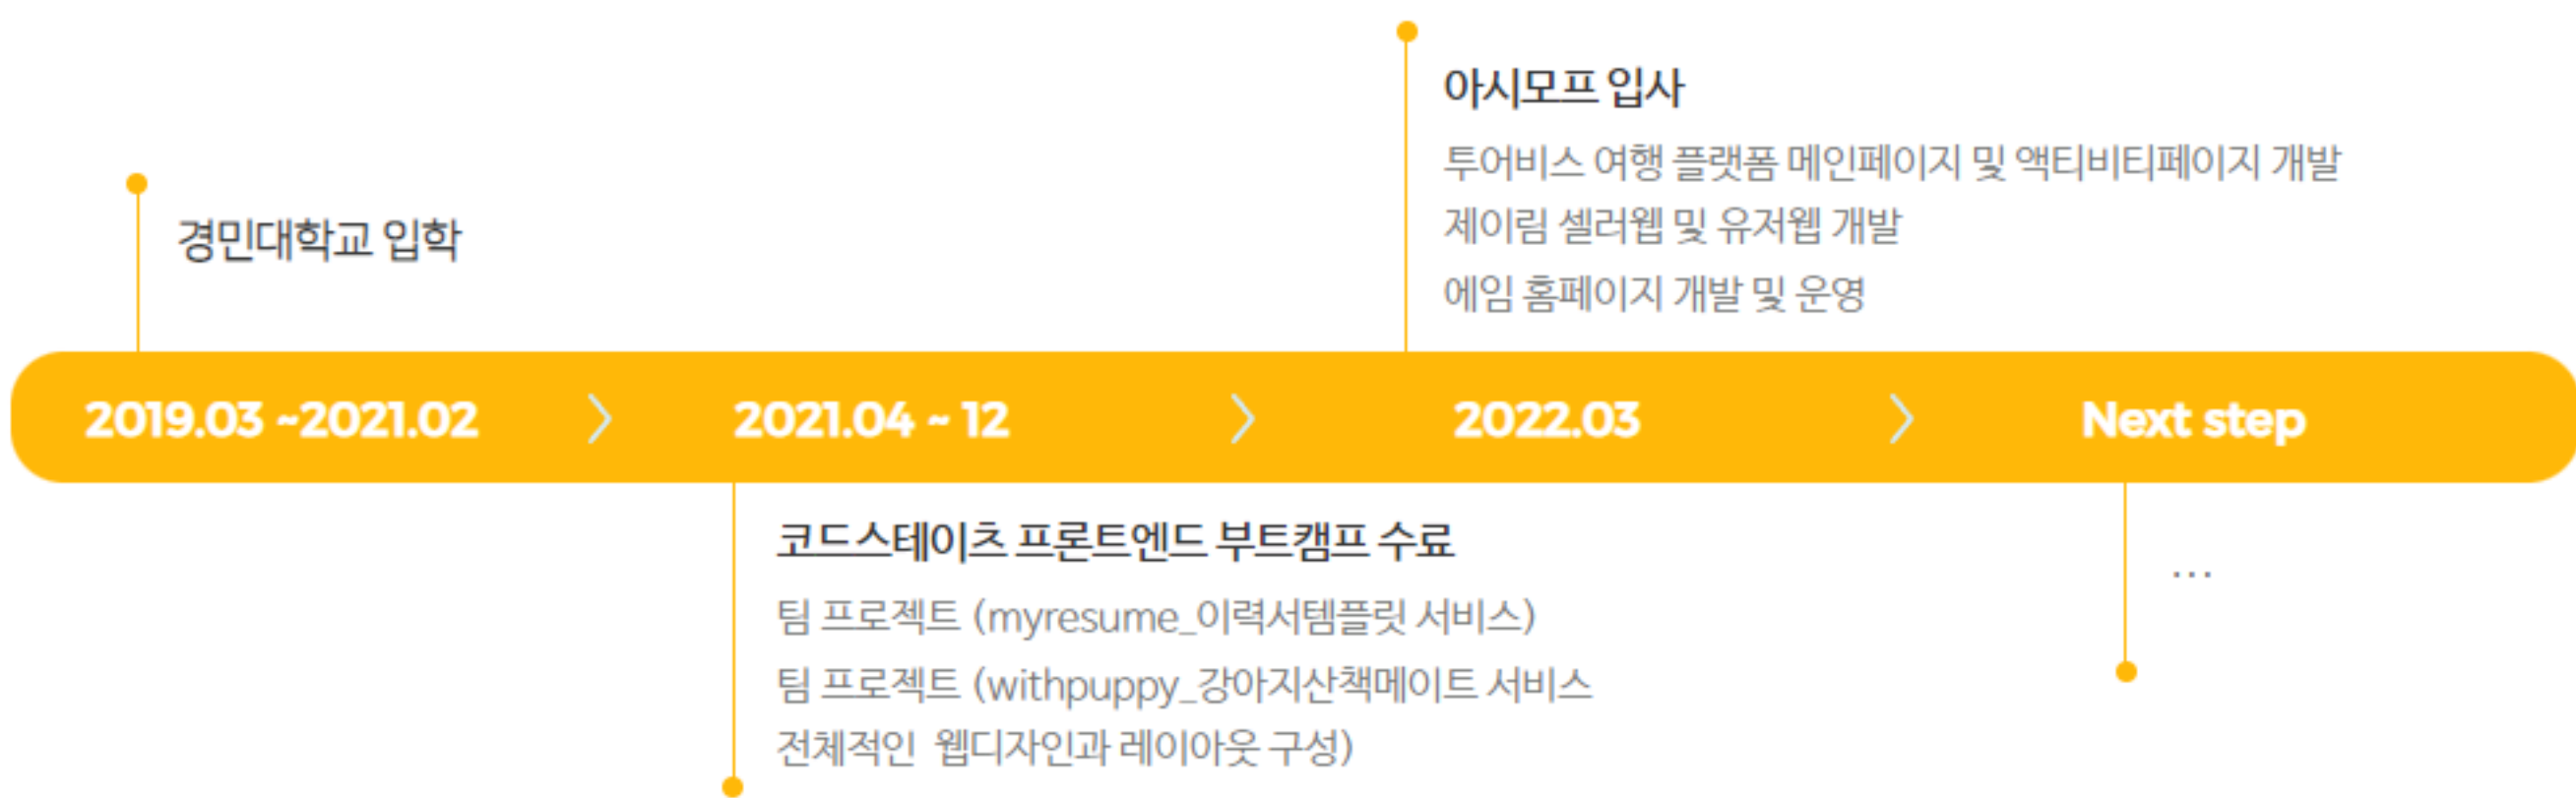 아시모프 입사
투어비스 여행 플랫폼 메인페이지 및 액티비티페이지 개발
제이림 셀러웹 및 유저웹 개발
에임 홈페이지 개발 및 운영
경민대학교 입학
2019.03 ~2021.02
2021.04 ~ 12
2022.03
Next step
코드스테이츠 프론트엔드 부트캠프 수료
팀 프로젝트 (myresume_이력서템플릿 서비스)
팀 프로젝트 (withpuppy_강아지산책메이트 서비스
전체적인 웹디자인과 레이아웃 구성)
...